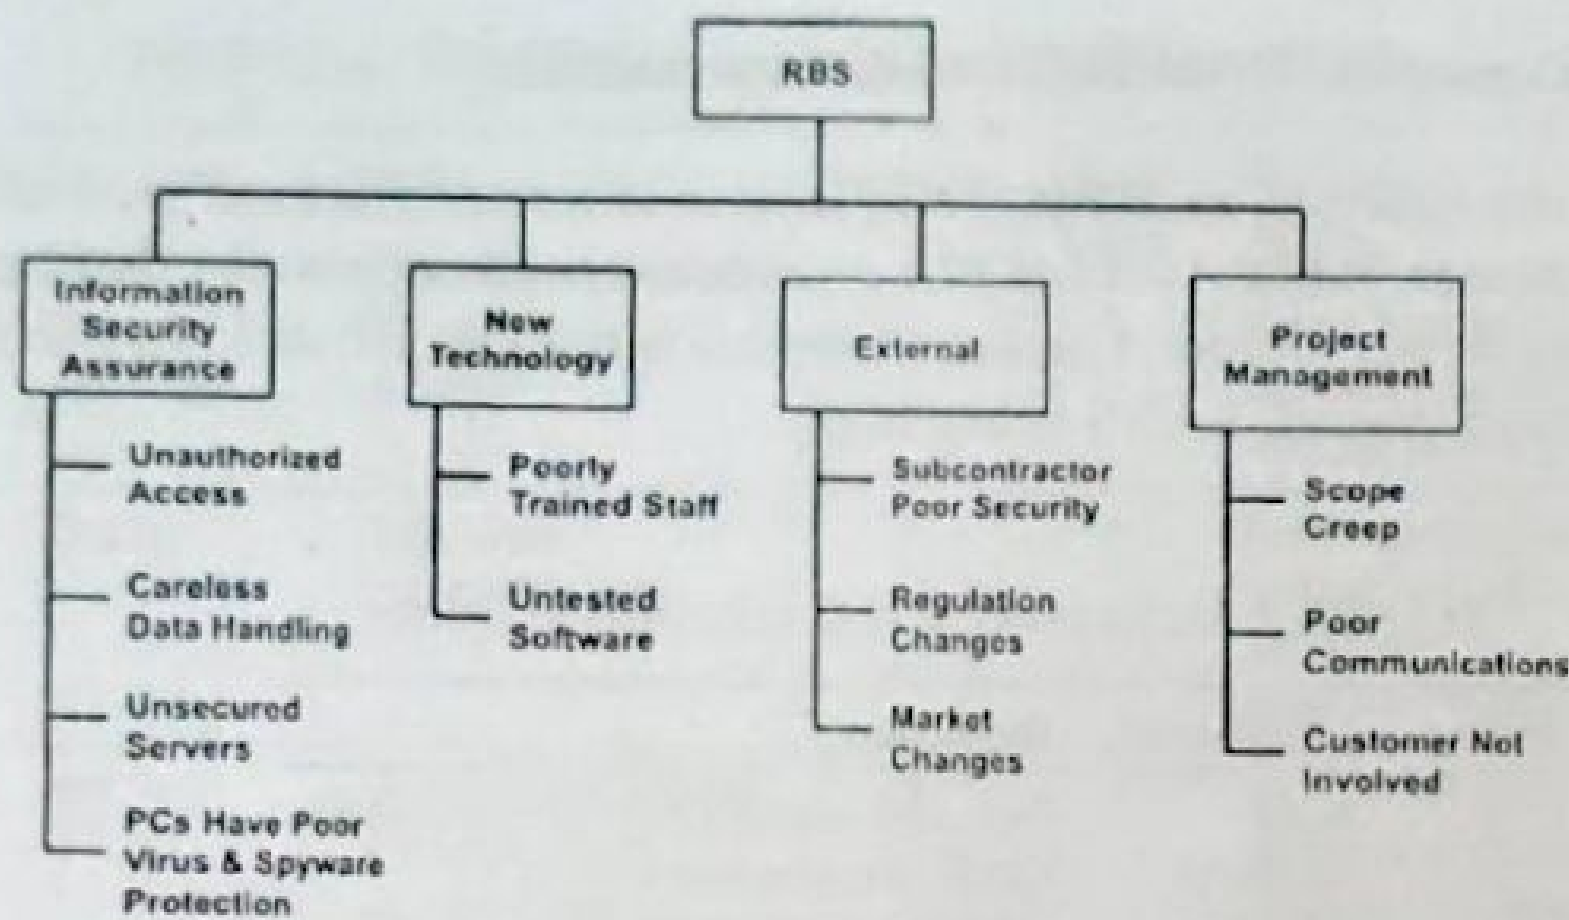 RBS
Information
Security
Assurance
New
Technology
External
Project
Management
Unauthorized
Access
Careless
Data Handling
Unsecured
Servers
PCs Have Poor
Virus & Spyware
Protection
Poorly
Trained Staff
Untested
Software
Subcontractor
Poor Security
Regulation
Changes
Market
Changes
Scope
Creep
Poor
Communications
Customer Not
Involved